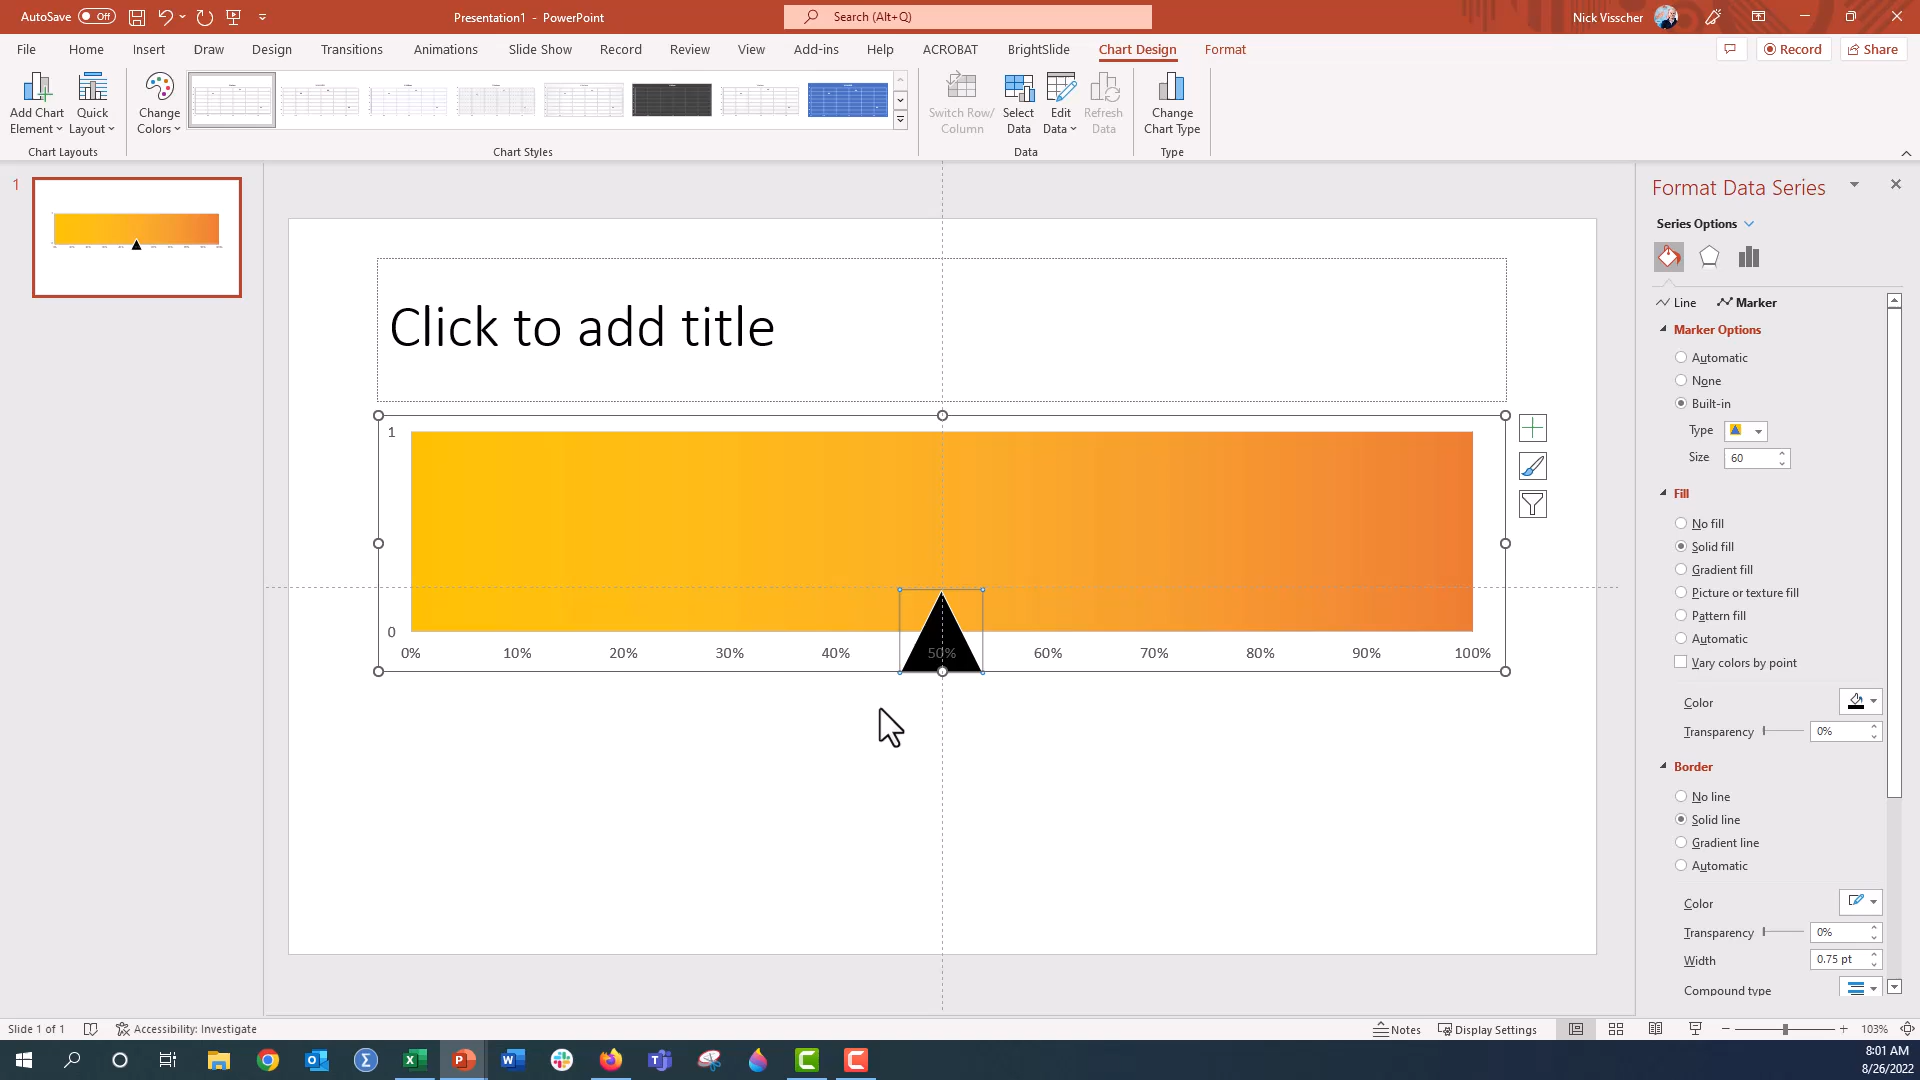 AutoSave Off
Presentation1 - PowerPoint
Search (Alt+Q)
Nick Visscher
File Home Insert Draw Design Transitions Animations Slide Show Record Review View Add-ins Help ACROBAT BrightSlide Chart Design Format
Record Share
Add Chart Element
Quick Layout
Chart Layouts
Change Colors
Chart Styles
Switch Row/ Column
Select Data
Edit Data
Refresh Data
Data
Change Chart Type
Type
1
Click to add title
1
0
0% 10% 20% 30% 40% 50% 60% 70% 80% 90% 100%
Format Data Series
Series Options
Line Marker
Marker Options
Automatic
None
Built-in
Type
Size 60
Fill
No fill
Solid fill
Gradient fill
Picture or texture fill
Pattern fill
Automatic
Vary colors by point
Color
Transparency 0%
Border
No line
Solid line
Gradient line
Automatic
Color
Transparency 0%
Width 0.75 pt
Compound type
Slide 1 of 1
Accessibility: Investigate
Notes
Display Settings
103%
8:01 AM
8/26/2022